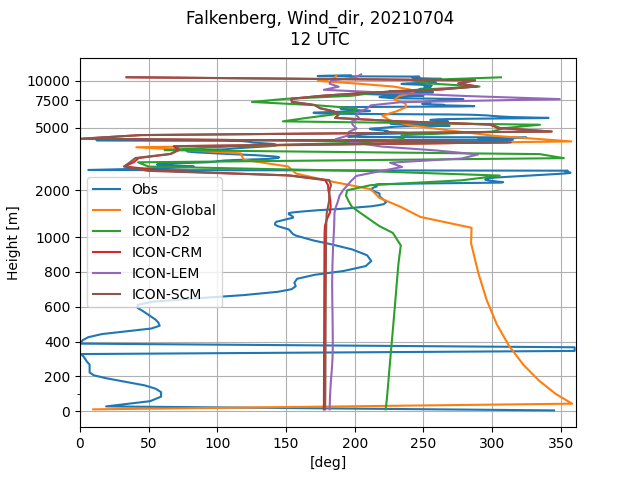 Falkenberg, Wind_dir, 20210704
12 UTC
10000
7500
5000
2000
1000
800
600
400
200
0
Height [m]
Obs
ICON-Global
ICON-D2
ICON-CRM
ICON-LEM
ICON-SCM
0 50 100 150 200 250 300 350
[deg]